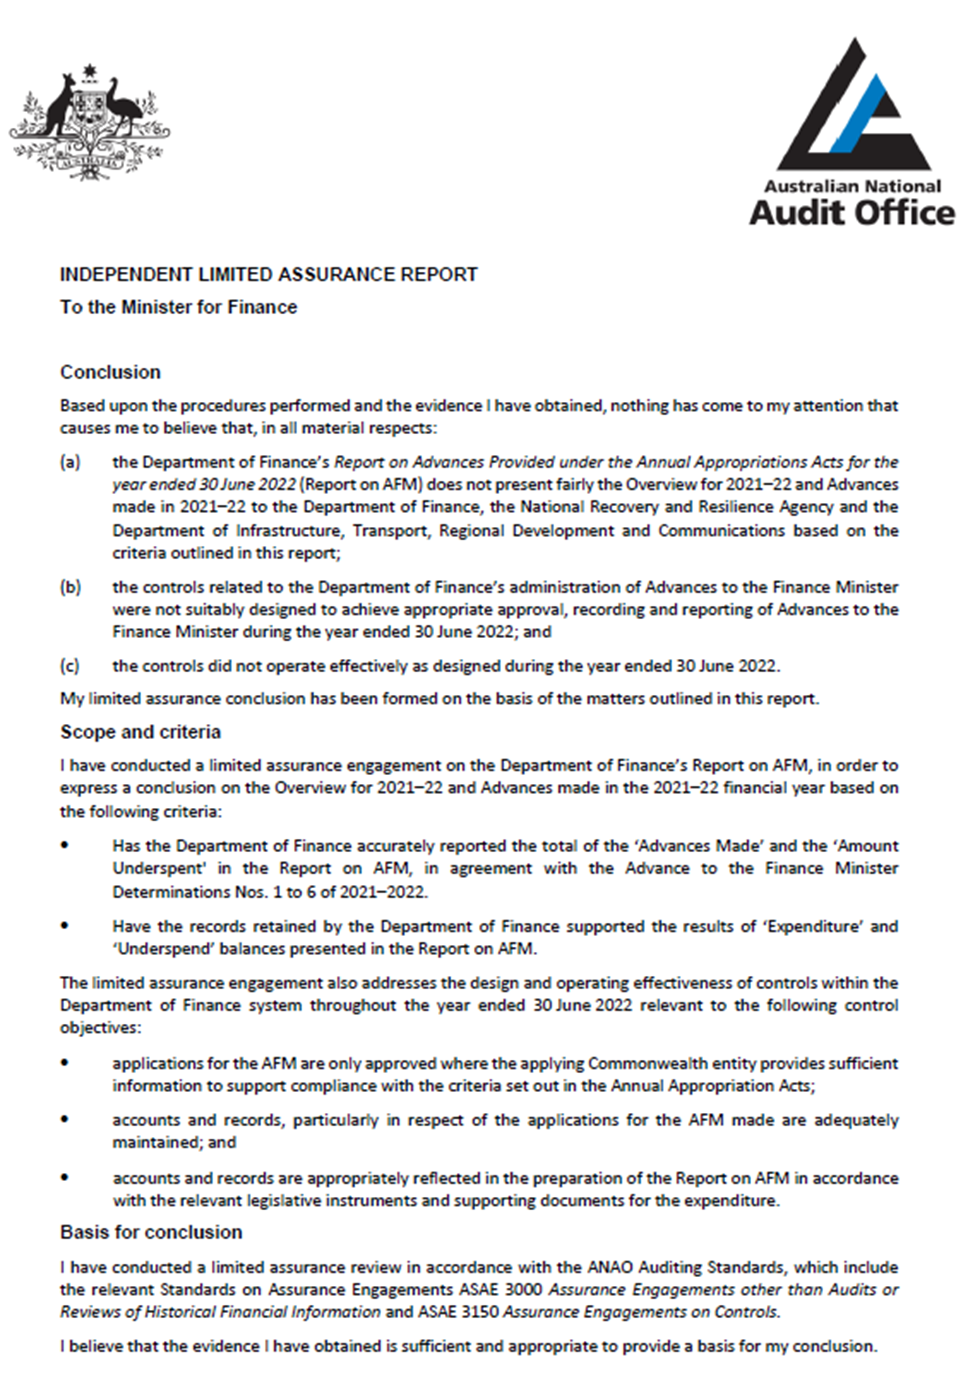 AUSTRALIA
Australian National
Audit Office
INDEPENDENT LIMITED ASSURANCE REPORT
To the Minister for Finance
Conclusion
Based upon the procedures performed and the evidence I have obtained, nothing has come to my attention that
causes me to believe that, in all material respects:
(a) the Department of Finance's Report on Advances Provided under the Annual Appropriations Acts for the
year ended 30 June 2022 (Report on AFM) does not present fairly the Overview for 2021–22 and Advances
made in 2021–22 to the Department of Finance, the National Recovery and Resilience Agency and the
Department of Infrastructure, Transport, Regional Development and Communications based on the
criteria outlined in this report;
(b) the controls related to the Department of Finance's administration of Advances to the Finance Minister
were not suitably designed to achieve appropriate approval, recording and reporting of Advances to the
Finance Minister during the year ended 30 June 2022; and
(c) the controls did not operate effectively as designed during the year ended 30 June 2022.
My limited assurance conclusion has been formed on the basis of the matters outlined in this report.
Scope and criteria
I have conducted a limited assurance engagement on the Department of Finance's Report on AFM, in order to
express a conclusion on the Overview for 2021–22 and Advances made in the 2021–22 financial year based on
the following criteria:
• Has the Department of Finance accurately reported the total of the 'Advances Made' and the 'Amount
Underspent' in the Report on AFM, in agreement with the Advance to the Finance Minister
Determinations Nos. 1 to 6 of 2021–2022.
• Have the records retained by the Department of Finance supported the results of 'Expenditure' and
'Underspend' balances presented in the Report on AFM.
The limited assurance engagement also addresses the design and operating effectiveness of controls within the
Department of Finance system throughout the year ended 30 June 2022 relevant to the following control
objectives:
• applications for the AFM are only approved where the applying Commonwealth entity provides sufficient
information to support compliance with the criteria set out in the Annual Appropriation Acts;
• accounts and records, particularly in respect of the applications for the AFM made are adequately
maintained; and
• accounts and records are appropriately reflected in the preparation of the Report on AFM in accordance
with the relevant legislative instruments and supporting documents for the expenditure.
Basis for conclusion
I have conducted a limited assurance review in accordance with the ANAO Auditing Standards, which include
the relevant Standards on Assurance Engagements ASAE 3000 Assurance Engagements other than Audits or
Reviews of Historical Financial Information and ASAE 3150 Assurance Engagements on Controls.
I believe that the evidence I have obtained is sufficient and appropriate to provide a basis for my conclusion.